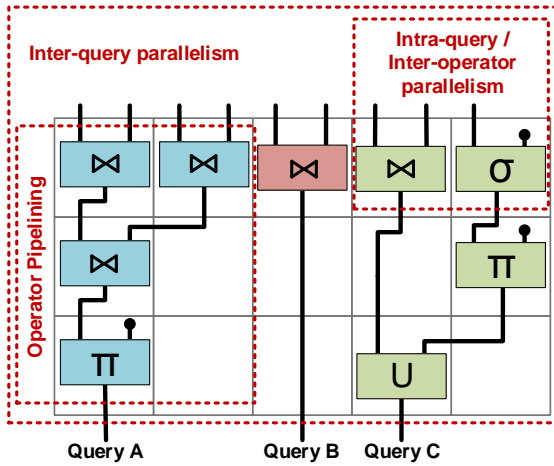 Inter-query parallelism
Intra-query /
Inter-operator
parallelism
Operator Pipelining
⋈ ⋈ ⋈ ⋈ σ
⋈ π
π U
Query A Query B Query C